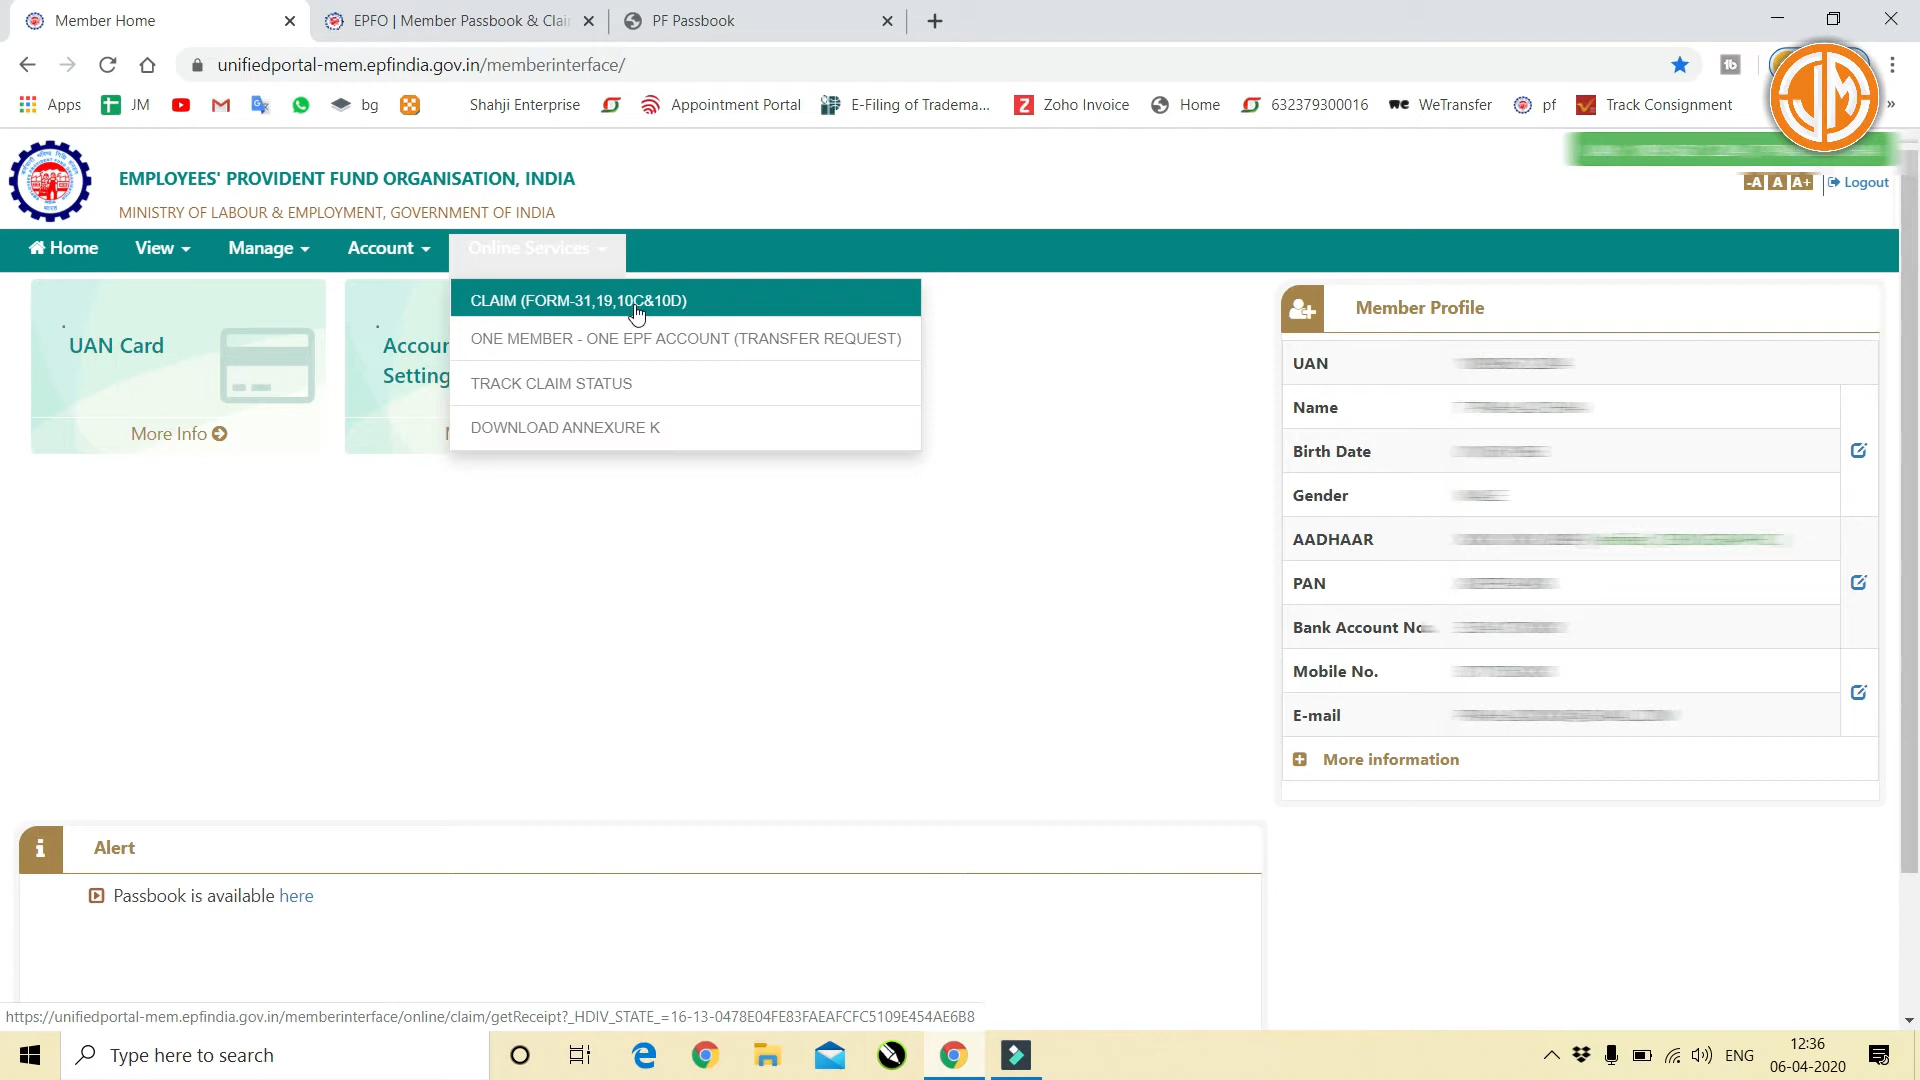 Member Home
EPFO | Member Passbook & Clai
PF Passbook
unifiedportal-mem.epfindia.gov.in/memberinterface/
Apps
JM
bg
Shahji Enterprise
Appointment Portal
E-Filing of Tradema...
Zoho Invoice
Home
632379300016
WeTransfer
pf
Track Consignment
JM
EMPLOYEES' PROVIDENT FUND ORGANISATION, INDIA
MINISTRY OF LABOUR & EMPLOYMENT, GOVERNMENT OF INDIA
-A A A+ Logout
Home View Manage Account Online Services
CLAIM (FORM-31,19,10C&10D)
ONE MEMBER - ONE EPF ACCOUNT (TRANSFER REQUEST)
TRACK CLAIM STATUS
DOWNLOAD ANNEXURE K
UAN Card
More Info
Accoun
Setting
Member Profile
UAN
Name
Birth Date
Gender
AADHAAR
PAN
Bank Account No
Mobile No.
E-mail
More information
Alert
Passbook is available here
https://unifiedportal-mem.epfindia.gov.in/memberinterface/online/claim/getReceipt?_HDIV_STATE_=16-13-0478E04FE83FAEAFCFC5109E454AE6B8
Type here to search
ENG
12:36
06-04-2020